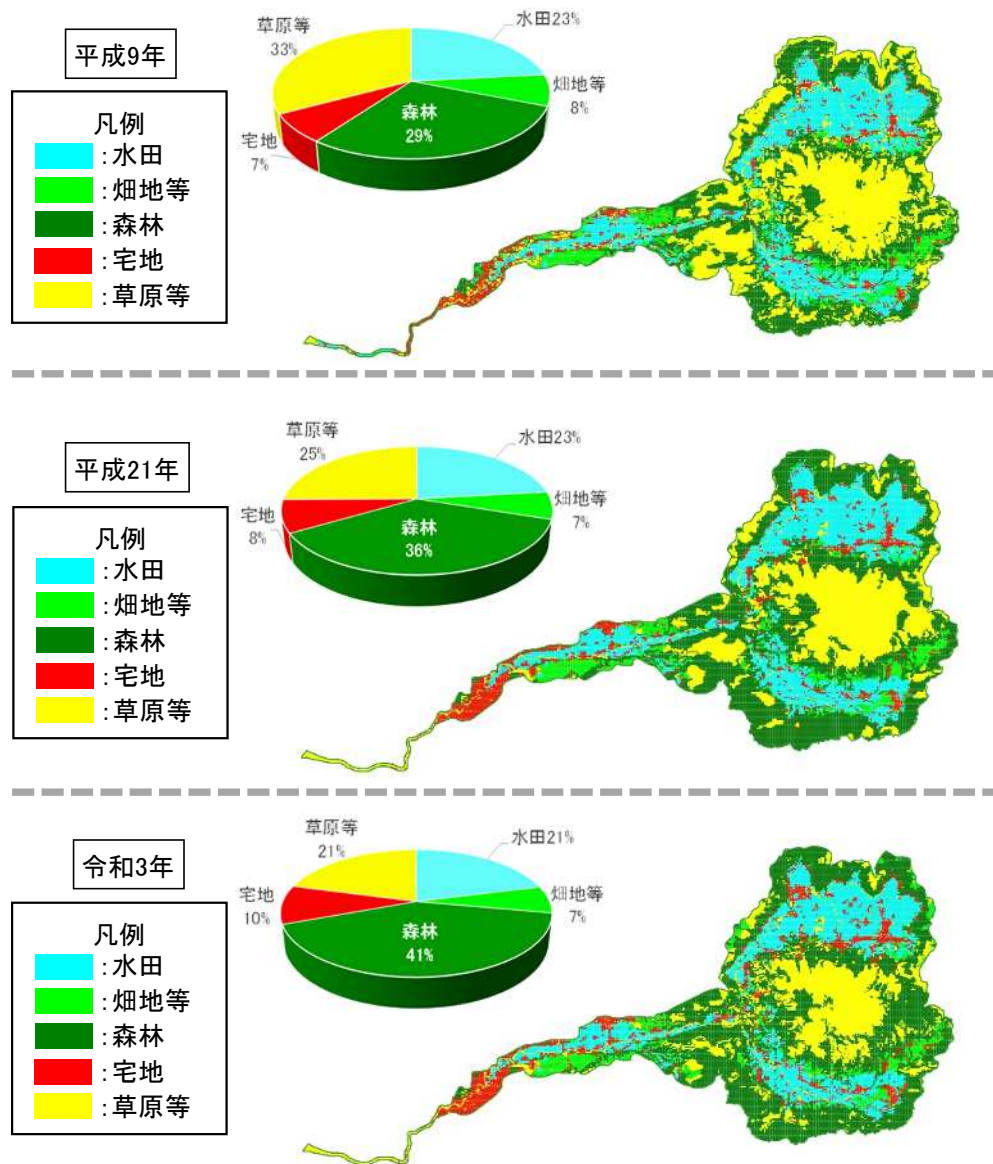 平成9年
凡例
:水田
:畑地等
:森林
:宅地
:草原等
草原等
33%
水田23%
畑地等
8%
森林
29%
宅地
7%
平成21年
凡例
:水田
:畑地等
:森林
:宅地
:草原等
草原等
25%
水田23%
畑地等
7%
森林
36%
宅地
8%
令和3年
凡例
:水田
:畑地等
:森林
:宅地
:草原等
草原等
21%
水田21%
畑地等
7%
森林
41%
宅地
10%